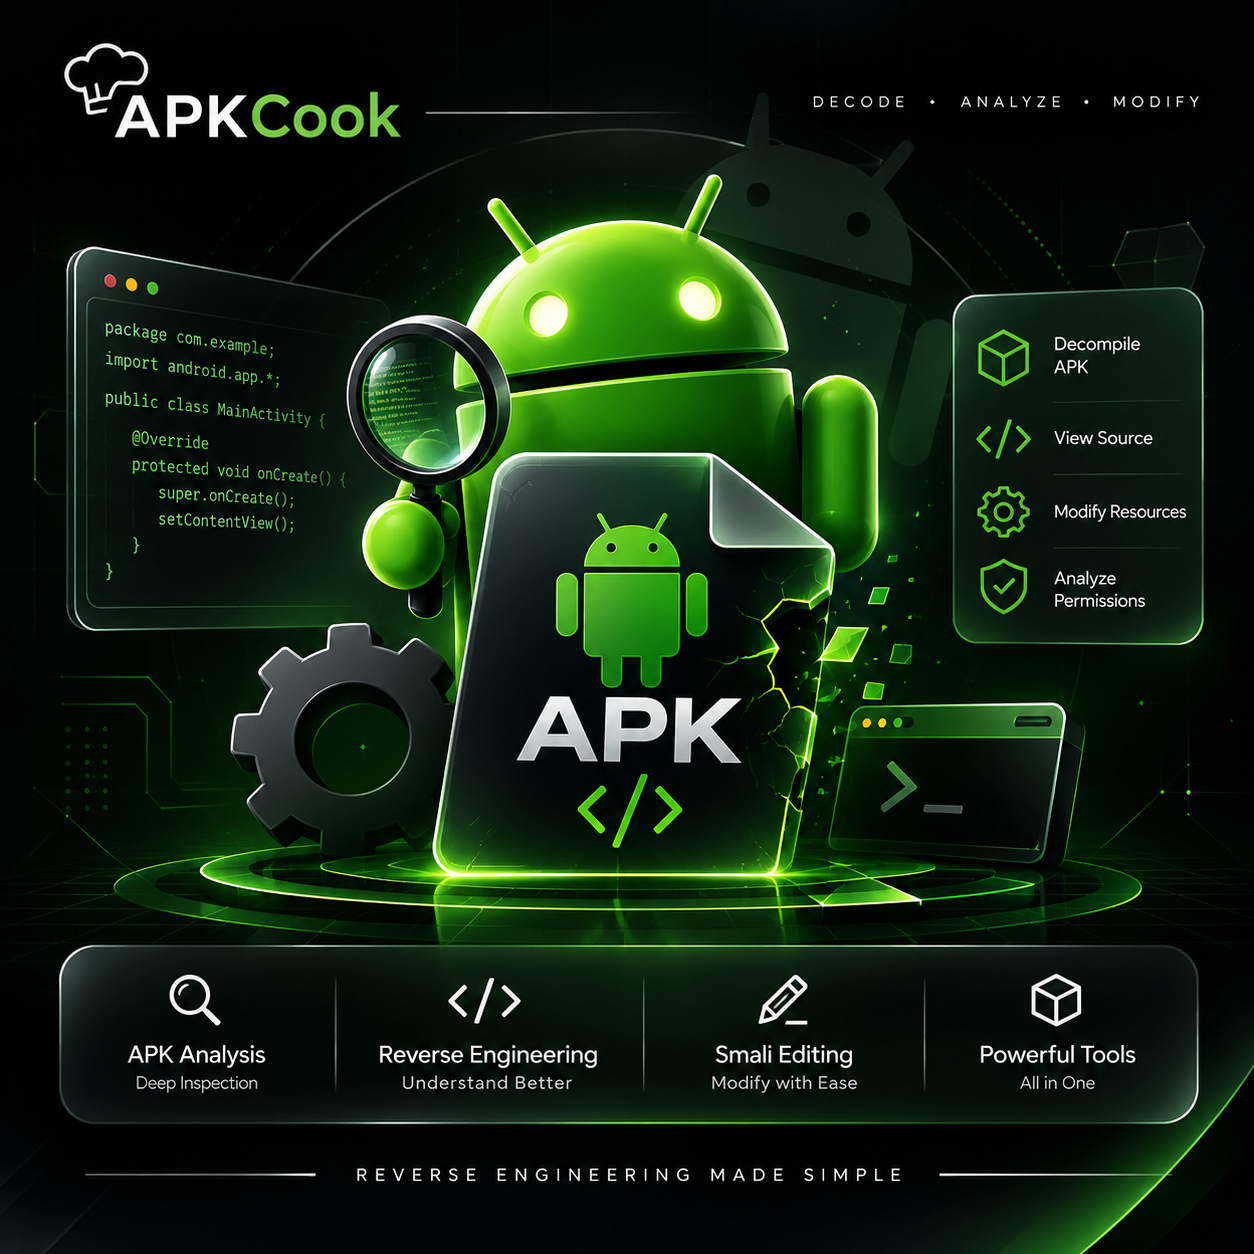 APKCook
DECODE • ANALYZE • MODIFY
package com.example;
import android.app.*;
public class MainActivity {
@Override
protected void onCreate() {
super.onCreate();
setContentView();
}
}
Decompile
APK
</>
View Source
Modify Resources
Analyze
Permissions
APK
</>
>_
APK Analysis
Deep Inspection
</>
Reverse Engineering
Understand Better
Smali Editing
Modify with Ease
Powerful Tools
All in One
REVERSE ENGINEERING MADE SIMPLE